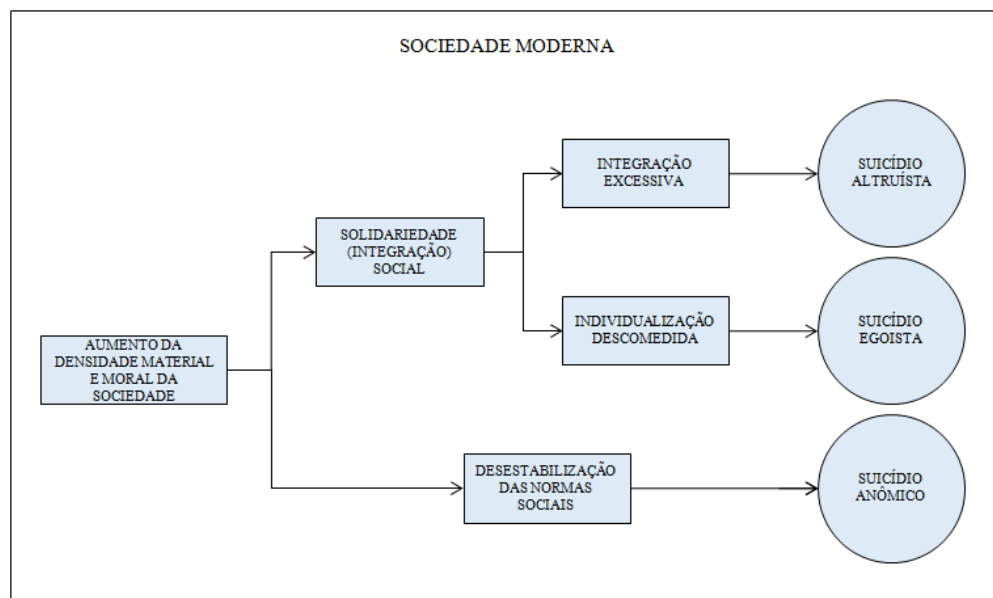 SOCIEDADE MODERNA
INTEGRAÇÃO
EXCESSIVA
SUICÍDIO
ALTRUÍSTA
SOLIDARIEDADE
(INTEGRAÇÃO)
SOCIAL
INDIVIDUALIZAÇÃO
DESCOMEDIDA
SUICÍDIO
EGOISTA
AUMENTO DA
DENSIDADE MATERIAL
E MORAL DA
SOCIEDADE
DESESTABILIZAÇÃO
DAS NORMAS
SOCIAIS
SUICÍDIO
ANÔMICO